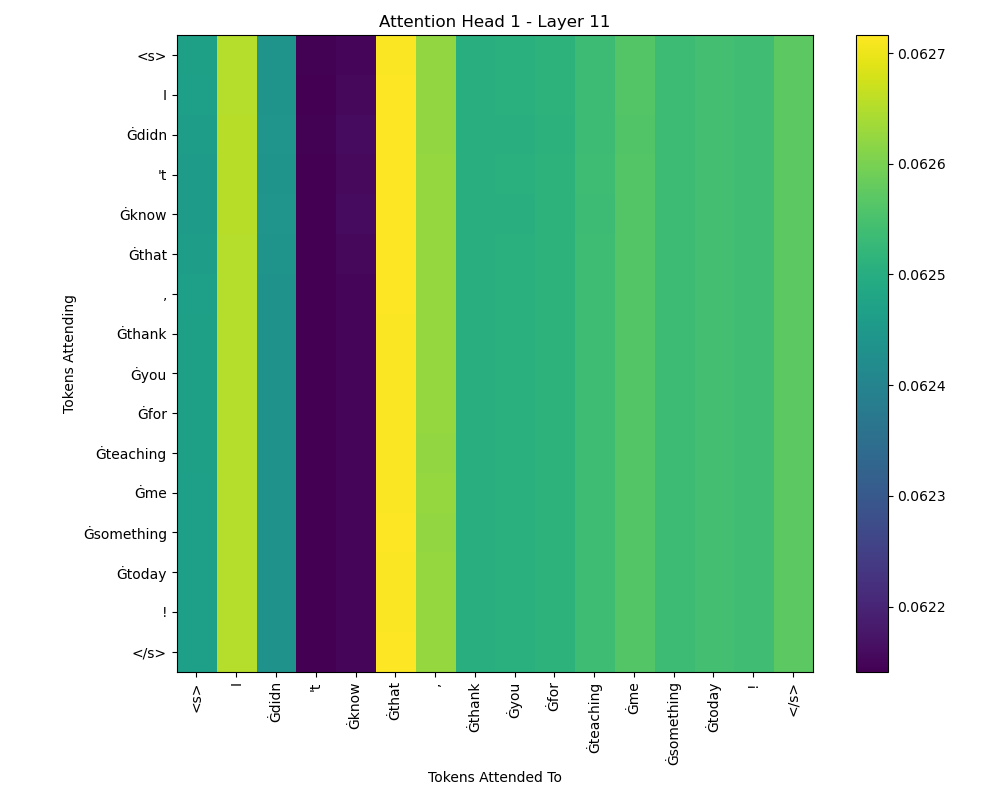 Attention Head 1 - Layer 11
Tokens Attending
<s>
I
Ġdidn
't
Ġknow
Ġthat
,
Ġthank
Ġyou
Ġfor
Ġteaching
Ġme
Ġsomething
Ġtoday
!
</s>
<s>
I
Ġdidn
't
Ġknow
Ġthat
,
Ġthank
Ġyou
Ġfor
Ġteaching
Ġme
Ġsomething
Ġtoday
!
</s>
Tokens Attended To
0.0627
0.0626
0.0625
0.0624
0.0623
0.0622